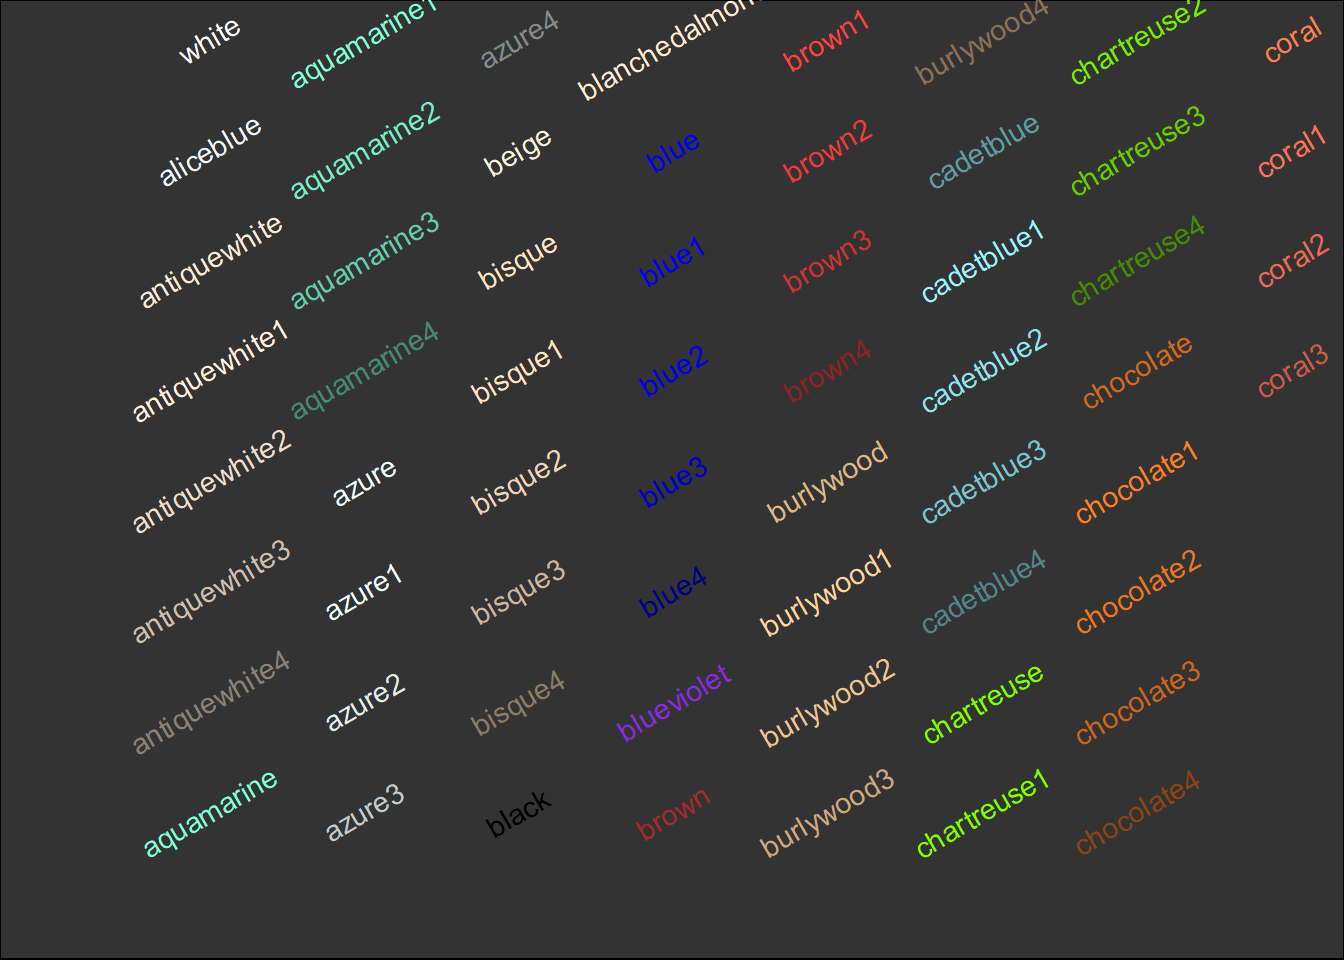 white
aliceblue
antiquewhite
antiquewhite1
antiquewhite2
antiquewhite3
antiquewhite4
aquamarine
aquamarine1
aquamarine2
aquamarine3
aquamarine4
azure
azure1
azure2
azure3
azure4
beige
bisque
bisque1
bisque2
bisque3
bisque4
black
blanchedalmon
blue
blue1
blue2
blue3
blue4
blueviolet
brown
brown1
brown2
brown3
brown4
burlywood
burlywood1
burlywood2
burlywood3
burlywood4
cadetblue
cadetblue1
cadetblue2
cadetblue3
cadetblue4
chartreuse
chartreuse1
chartreuse2
chartreuse3
chartreuse4
chocolate
chocolate1
chocolate2
chocolate3
chocolate4
coral
coral1
coral2
coral3